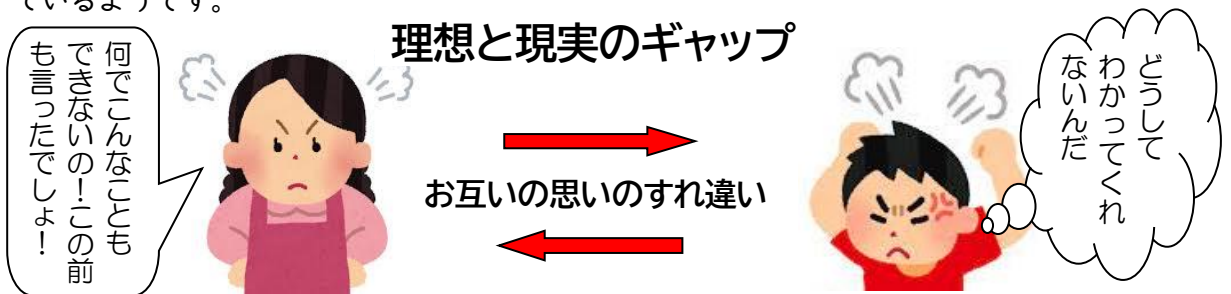 ているようです。
理想と現実のギャップ
何でこんなことも
できないの！この前
も言ったでしょ！
お互いの思いのすれ違い
どうして
わかってくれ
ないんだ